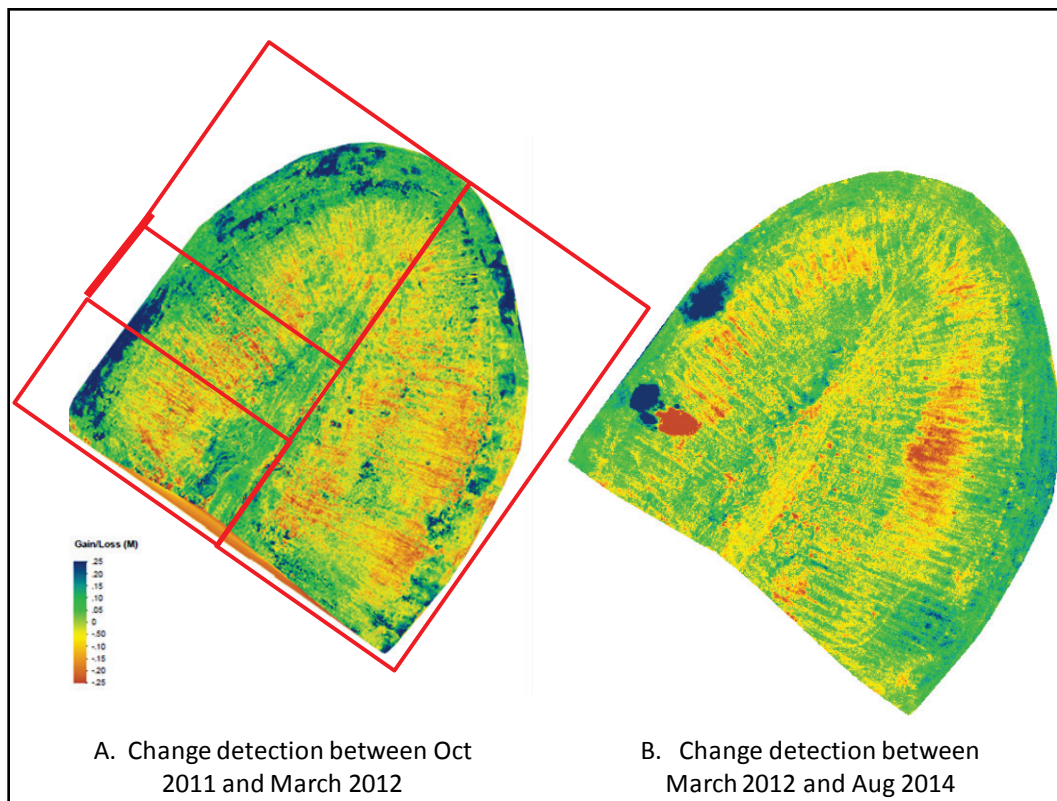 Gain/Loss (M)
.25
.20
.15
.10
.05
0
-.50
-.10
-.15
-.20
-.25
A. Change detection between Oct
2011 and March 2012
B. Change detection between
March 2012 and Aug 2014